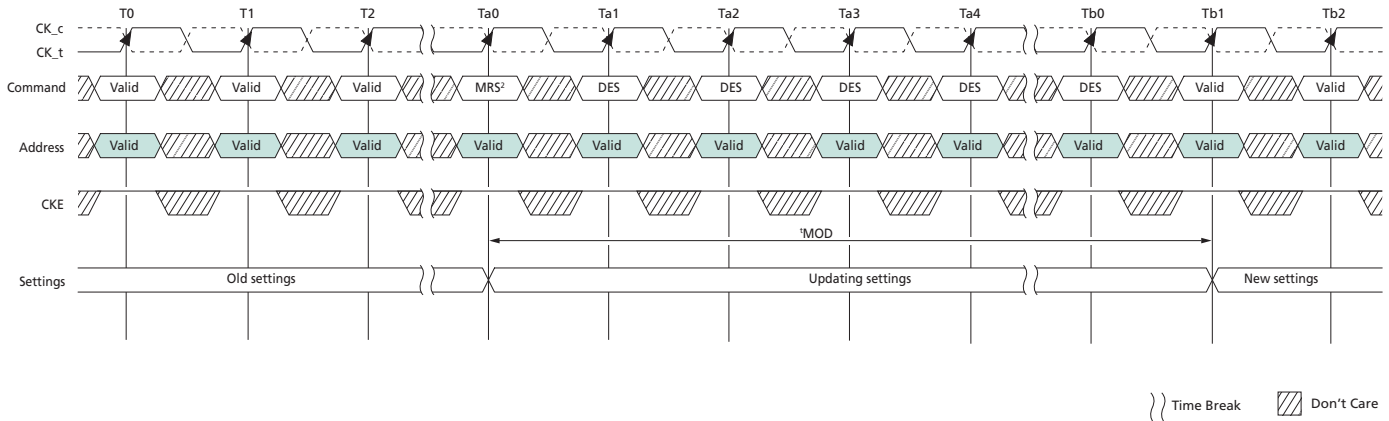 T0 T1 T2 Ta0 Ta1 Ta2 Ta3 Ta4 Tb0 Tb1 Tb2
CK_c
CK_t
Command Valid Valid Valid MRS² DES DES DES DES DES Valid Valid
Address Valid Valid Valid Valid Valid Valid Valid Valid Valid Valid Valid
CKE
ᵗMOD
Settings Old settings Updating settings New settings
Time Break Don't Care